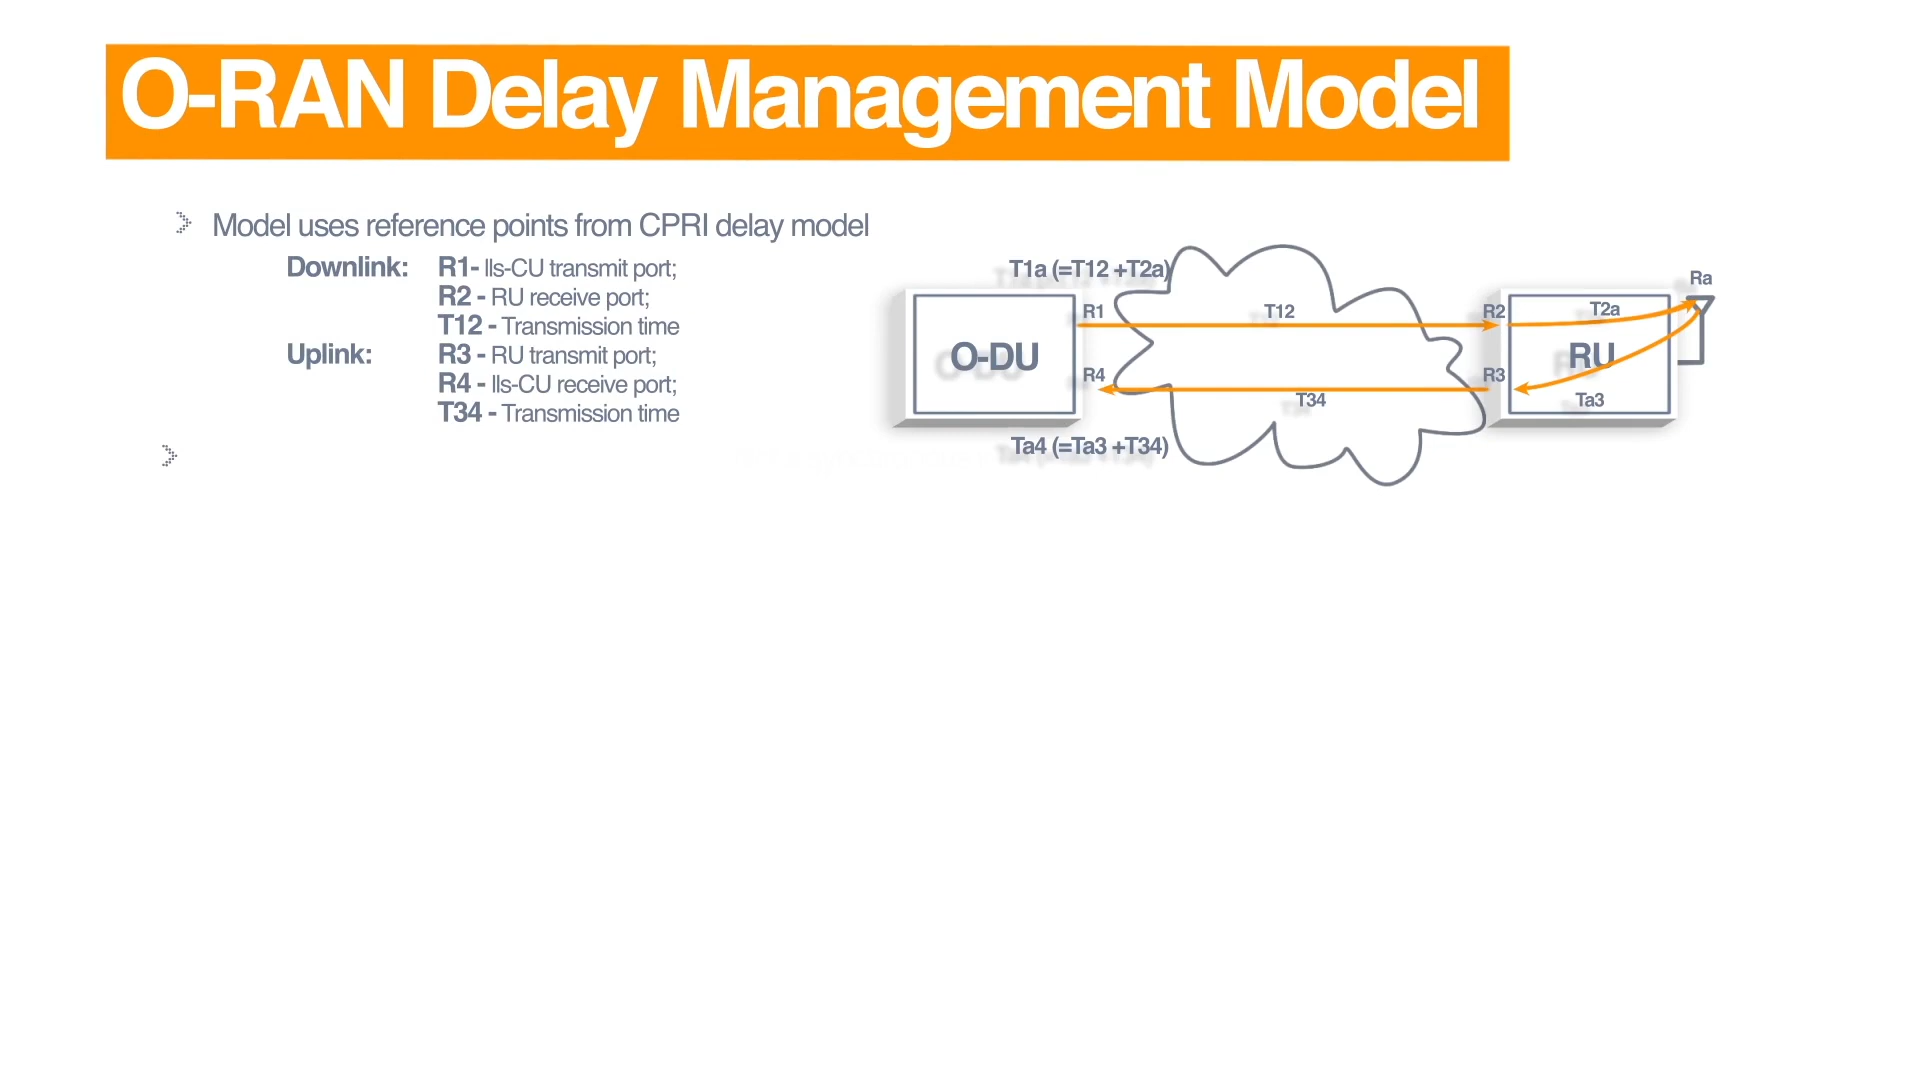 O-RAN Delay Management Model
Model uses reference points from CPRI delay model
Downlink: R1- lls-CU transmit port;
R2 - RU receive port;
T12 - Transmission time
Uplink: R3 - RU transmit port;
R4 - lls-CU receive port;
T34 - Transmission time
T1a (=T12 +T2a)
Ra
R1
T12
R2
T2a
O-DU
RU
R4
T34
R3
Ta3
Ta4 (=Ta3 +T34)